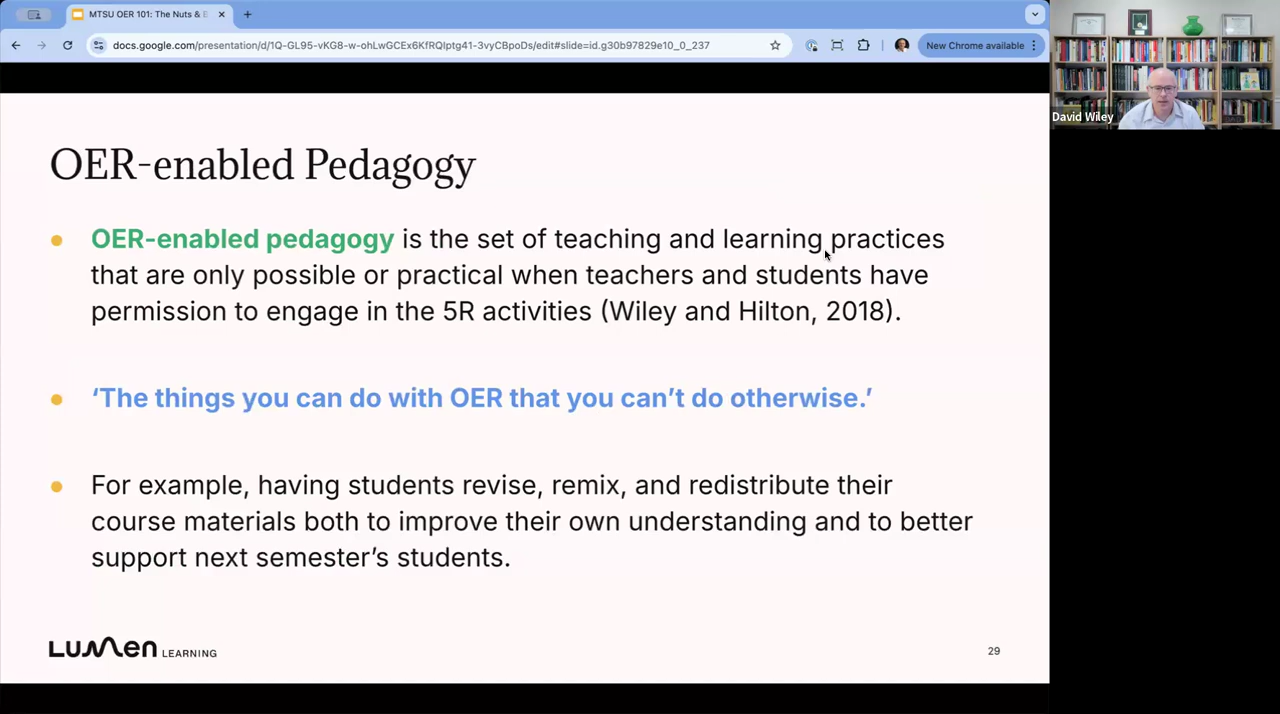 MTSU OER 101: The Nuts & B
docs.google.com/presentation/d/1Q-GL95-vKG8-w-ohLwGCEx6KfRQlptg41-3vyCBpoDs/edit#slide=id.g30b97829e10_0_237
New Chrome available
David Wiley
OER-enabled Pedagogy
OER-enabled pedagogy is the set of teaching and learning practices
that are only possible or practical when teachers and students have
permission to engage in the 5R activities (Wiley and Hilton, 2018).
‘The things you can do with OER that you can’t do otherwise.’
For example, having students revise, remix, and redistribute their
course materials both to improve their own understanding and to better
support next semester’s students.
LUMEN LEARNING
29